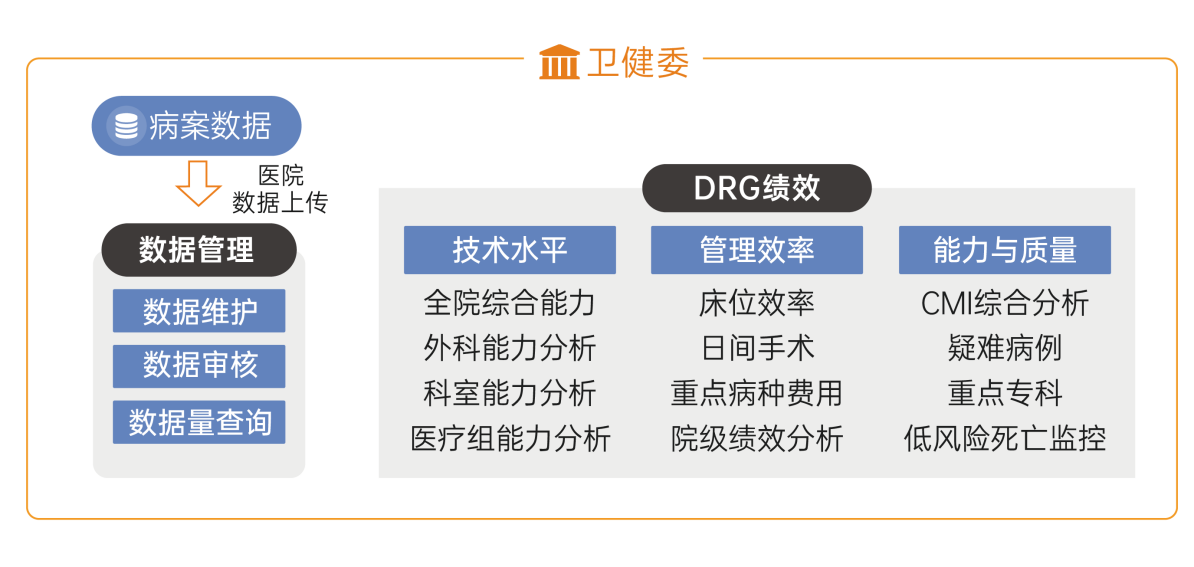 卫健委
病案数据
医院
数据上传
数据管理
数据维护
数据审核
数据量查询
DRG绩效
技术水平
全院综合能力
外科能力分析
科室能力分析
医疗组能力分析
管理效率
床位效率
日间手术
重点病种费用
院级绩效分析
能力与质量
CMI综合分析
疑难病例
重点专科
低风险死亡监控